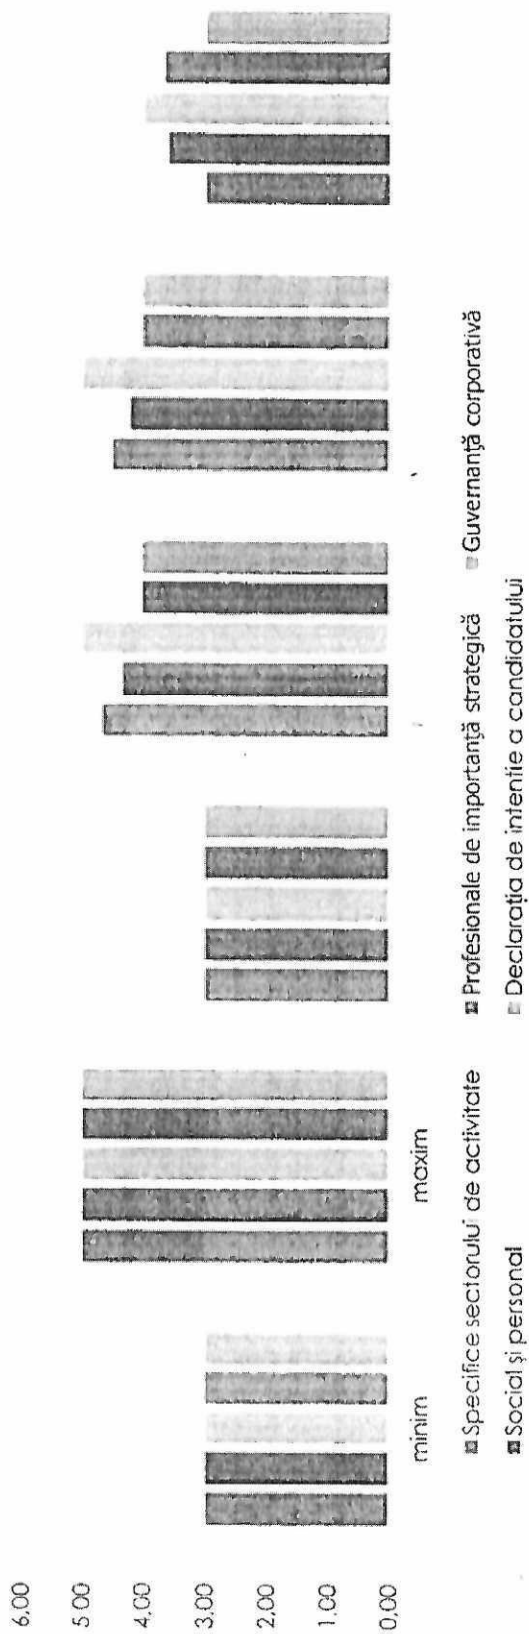 6,00
5,00
4,00
3,00
2,00
1,00
0,00
minim
maxim
Specifice sectorului de activitate
Profesionale de importanță strategică
Guvernanță corporativă
Social și personal
Declarația de intentie a candidatului